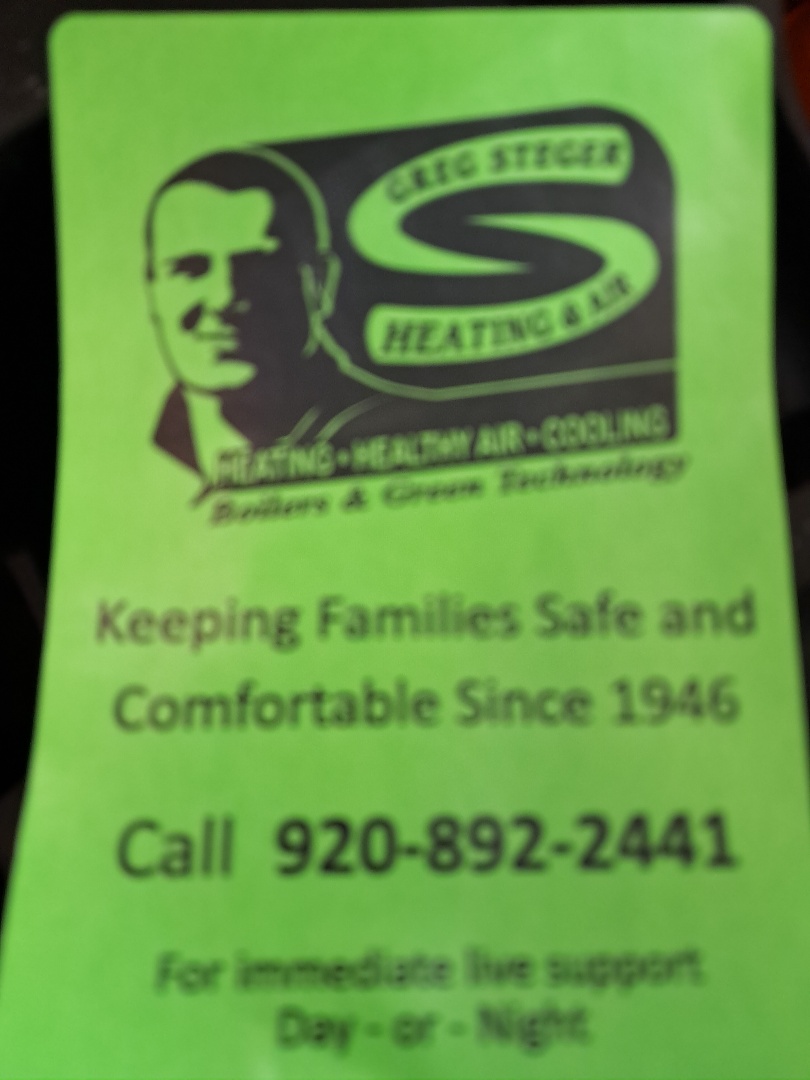 GREG STEGER
HEATING & AIR
HEATING • HEALTHY AIR • COOLING
Boilers & Green Technology
Keeping Families Safe and
Comfortable Since 1946
Call 920-892-2441
For immediate live support
Day - or - Night